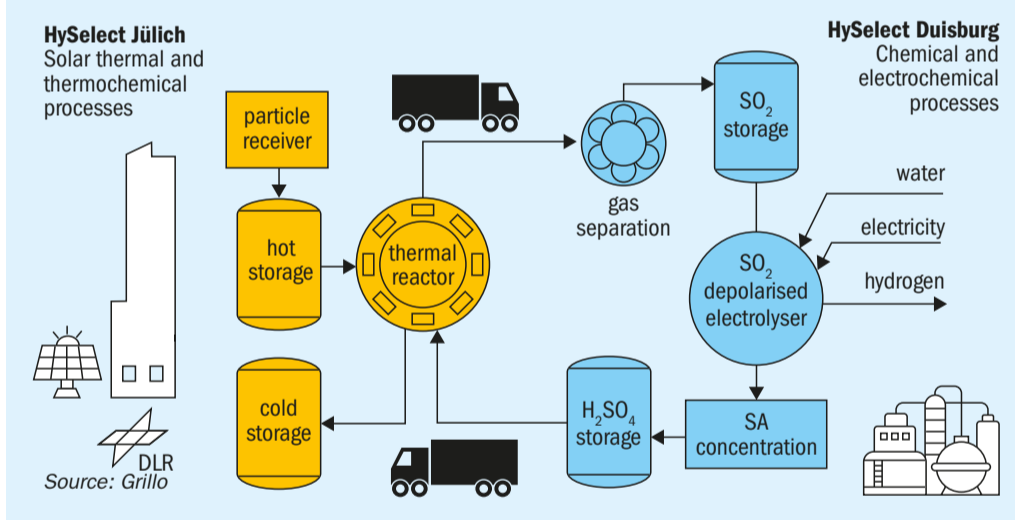 HySelect Jülich
Solar thermal and
thermochemical
processes
HySelect Duisburg
Chemical and
electrochemical
processes
particle
receiver
hot
storage
thermal
reactor
cold
storage
gas
separation
SO₂
storage
water
electricity
hydrogen
SO₂
depolarised
electrolyser
SA
concentration
H₂SO₄
storage
DLR
Source: Grillo